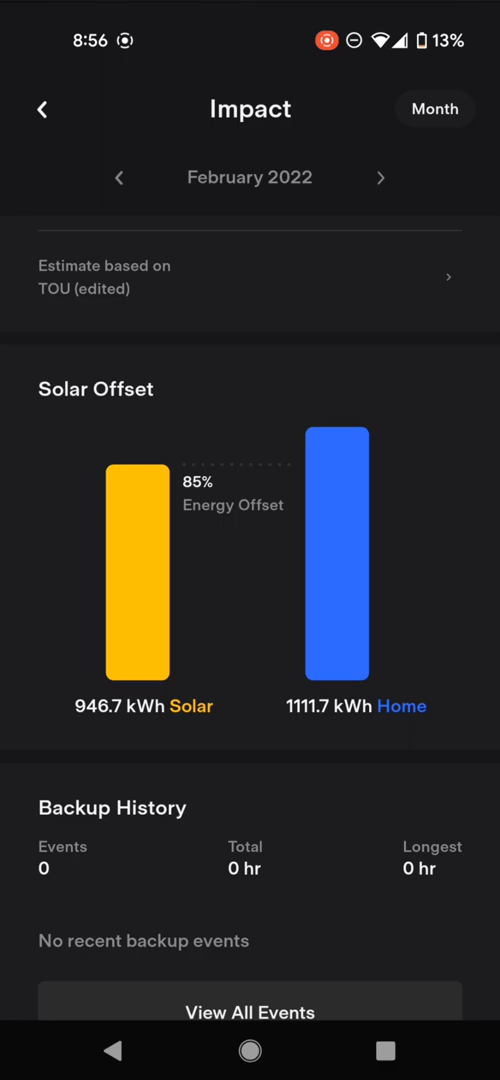 8:56 13%
Impact
Month
February 2022
Estimate based on
TOU (edited)
Solar Offset
85%
Energy Offset
946.7 kWh Solar
1111.7 kWh Home
Backup History
Events Total Longest
0 0 hr 0 hr
No recent backup events
View All Events